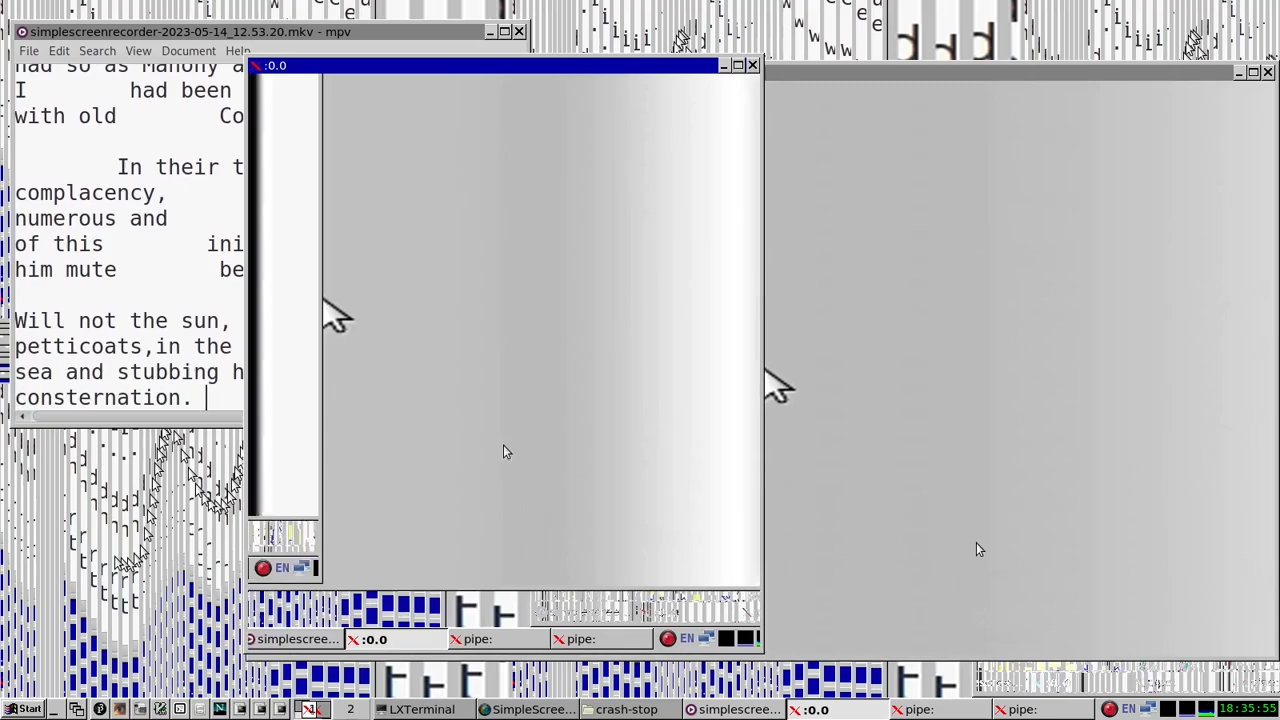 simplescreenrecorder-2023-05-14_12.53.20.mkv - mpv
File Edit Search View Document Help
had so as Mahony a
I had been
with old Co
In their t
complacency,
numerous and
of this ini
him mute be
Will not the sun,
petticoats,in the
sea and stubbing h
consternation.
:0.0
EN
simplescree... :0.0 pipe: pipe: EN
Start 1 2 LXTerminal SimpleScree... crash-stop simplescree... :0.0 pipe: pipe: EN 18:35:55